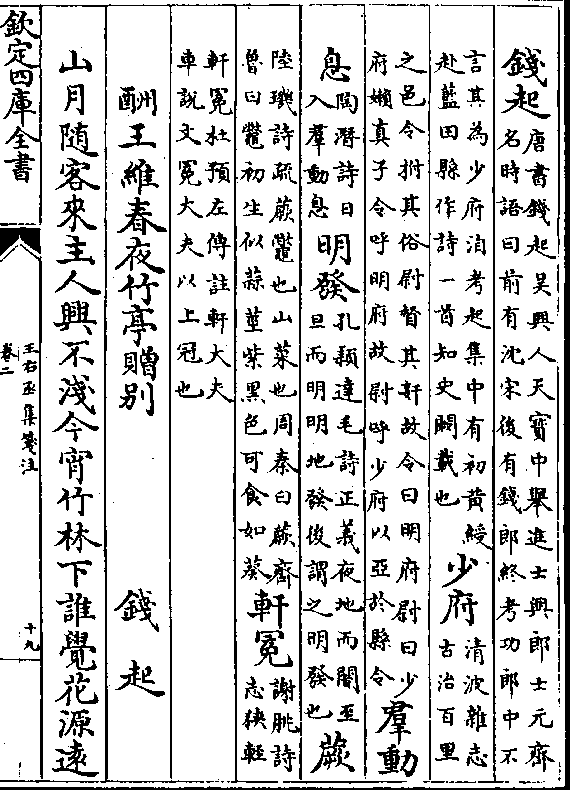 錢起唐書錢起吳興人天寶中舉進士與郎士元齊
名時語曰前有沈宋後有錢郎終考功郎中不
言其為少府洎考起集中有初黃綬
赴藍田縣作詩一首知史闕載也
少府清波雜志
古治百里
之邑令拊其俗尉督其奸故令曰明府尉曰少
府嬾真子令呼明府故尉呼少府以亞於縣令
羣動
息陶潛詩日
入羣動息
明發孔穎達毛詩正義夜地而闇至
旦而明明地發後謂之明發也
蕨
陸璣詩疏蕨鼈也山菜也周秦曰蕨齊
魯曰鼈初生似蒜莖紫黑色可食如葵
軒冕謝朓詩
志狹輕
軒冕杜預左傳註軒大夫
車說文冕大夫以上冠也
酬王維春夜竹亭贈别 錢起
山月随客來主人興不淺今宵竹林下誰覺花源遠
欽定四庫全書
王右丞集箋注
卷二
十九